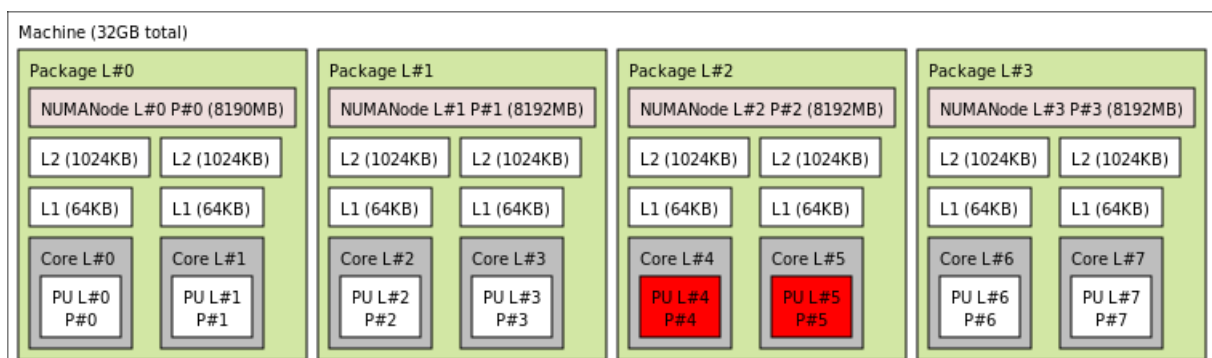 Machine (32GB total)
Package L#0
NUMANode L#0 P#0 (8190MB)
L2 (1024KB)
L2 (1024KB)
L1 (64KB)
L1 (64KB)
Core L#0
PU L#0
P#0
Core L#1
PU L#1
P#1
Package L#1
NUMANode L#1 P#1 (8192MB)
L2 (1024KB)
L2 (1024KB)
L1 (64KB)
L1 (64KB)
Core L#2
PU L#2
P#2
Core L#3
PU L#3
P#3
Package L#2
NUMANode L#2 P#2 (8192MB)
L2 (1024KB)
L2 (1024KB)
L1 (64KB)
L1 (64KB)
Core L#4
PU L#4
P#4
Core L#5
PU L#5
P#5
Package L#3
NUMANode L#3 P#3 (8192MB)
L2 (1024KB)
L2 (1024KB)
L1 (64KB)
L1 (64KB)
Core L#6
PU L#6
P#6
Core L#7
PU L#7
P#7